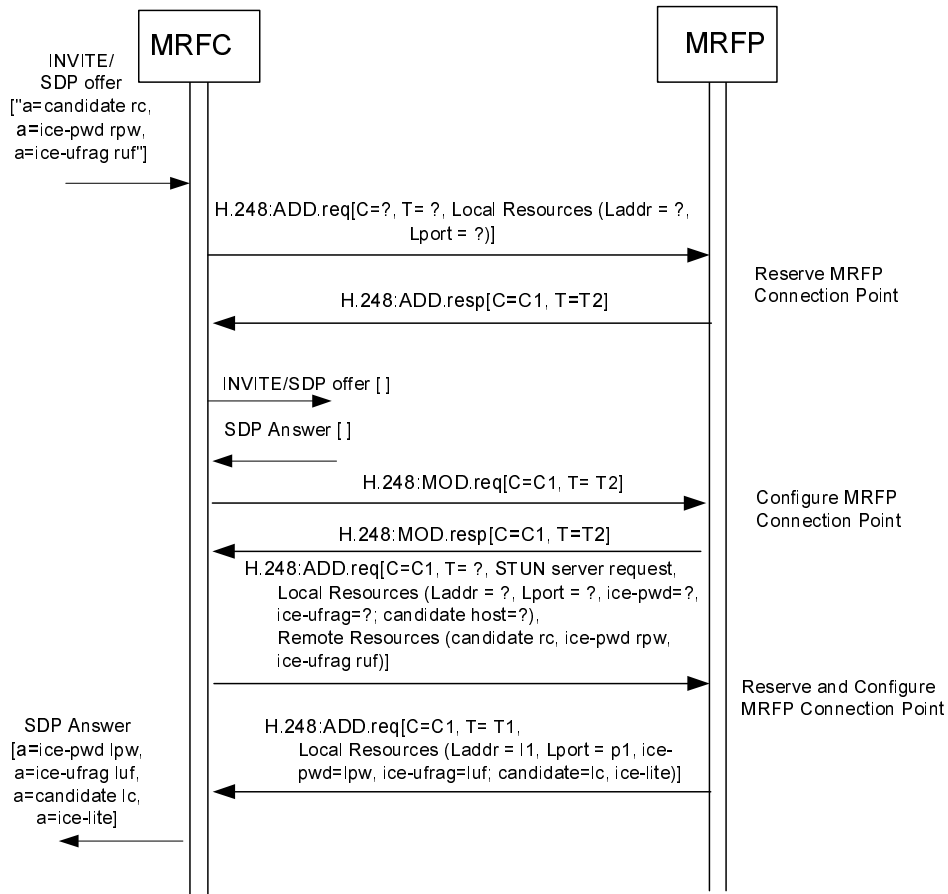 MRFC
MRFP
INVITE/
SDP offer
["a=candidate rc,
a=ice-pwd rpw,
a=ice-ufrag ruf"]
H.248:ADD.req[C=?, T= ?, Local Resources (Laddr = ?,
Lport = ?)]
Reserve MRFP
Connection Point
H.248:ADD.resp[C=C1, T=T2]
INVITE/SDP offer [ ]
SDP Answer [ ]
H.248:MOD.req[C=C1, T= T2]
Configure MRFP
Connection Point
H.248:MOD.resp[C=C1, T=T2]
H.248:ADD.req[C=C1, T= ?, STUN server request,
Local Resources (Laddr = ?, Lport = ?, ice-pwd=?,
ice-ufrag=?; candidate host=?),
Remote Resources (candidate rc, ice-pwd rpw,
ice-ufrag ruf)]
Reserve and Configure
MRFP Connection Point
H.248:ADD.req[C=C1, T= T1,
Local Resources (Laddr = l1, Lport = p1, ice-
pwd=lpw, ice-ufrag=luf; candidate=lc, ice-lite)]
SDP Answer
[a=ice-pwd lpw,
a=ice-ufrag luf,
a=candidate lc,
a=ice-lite]